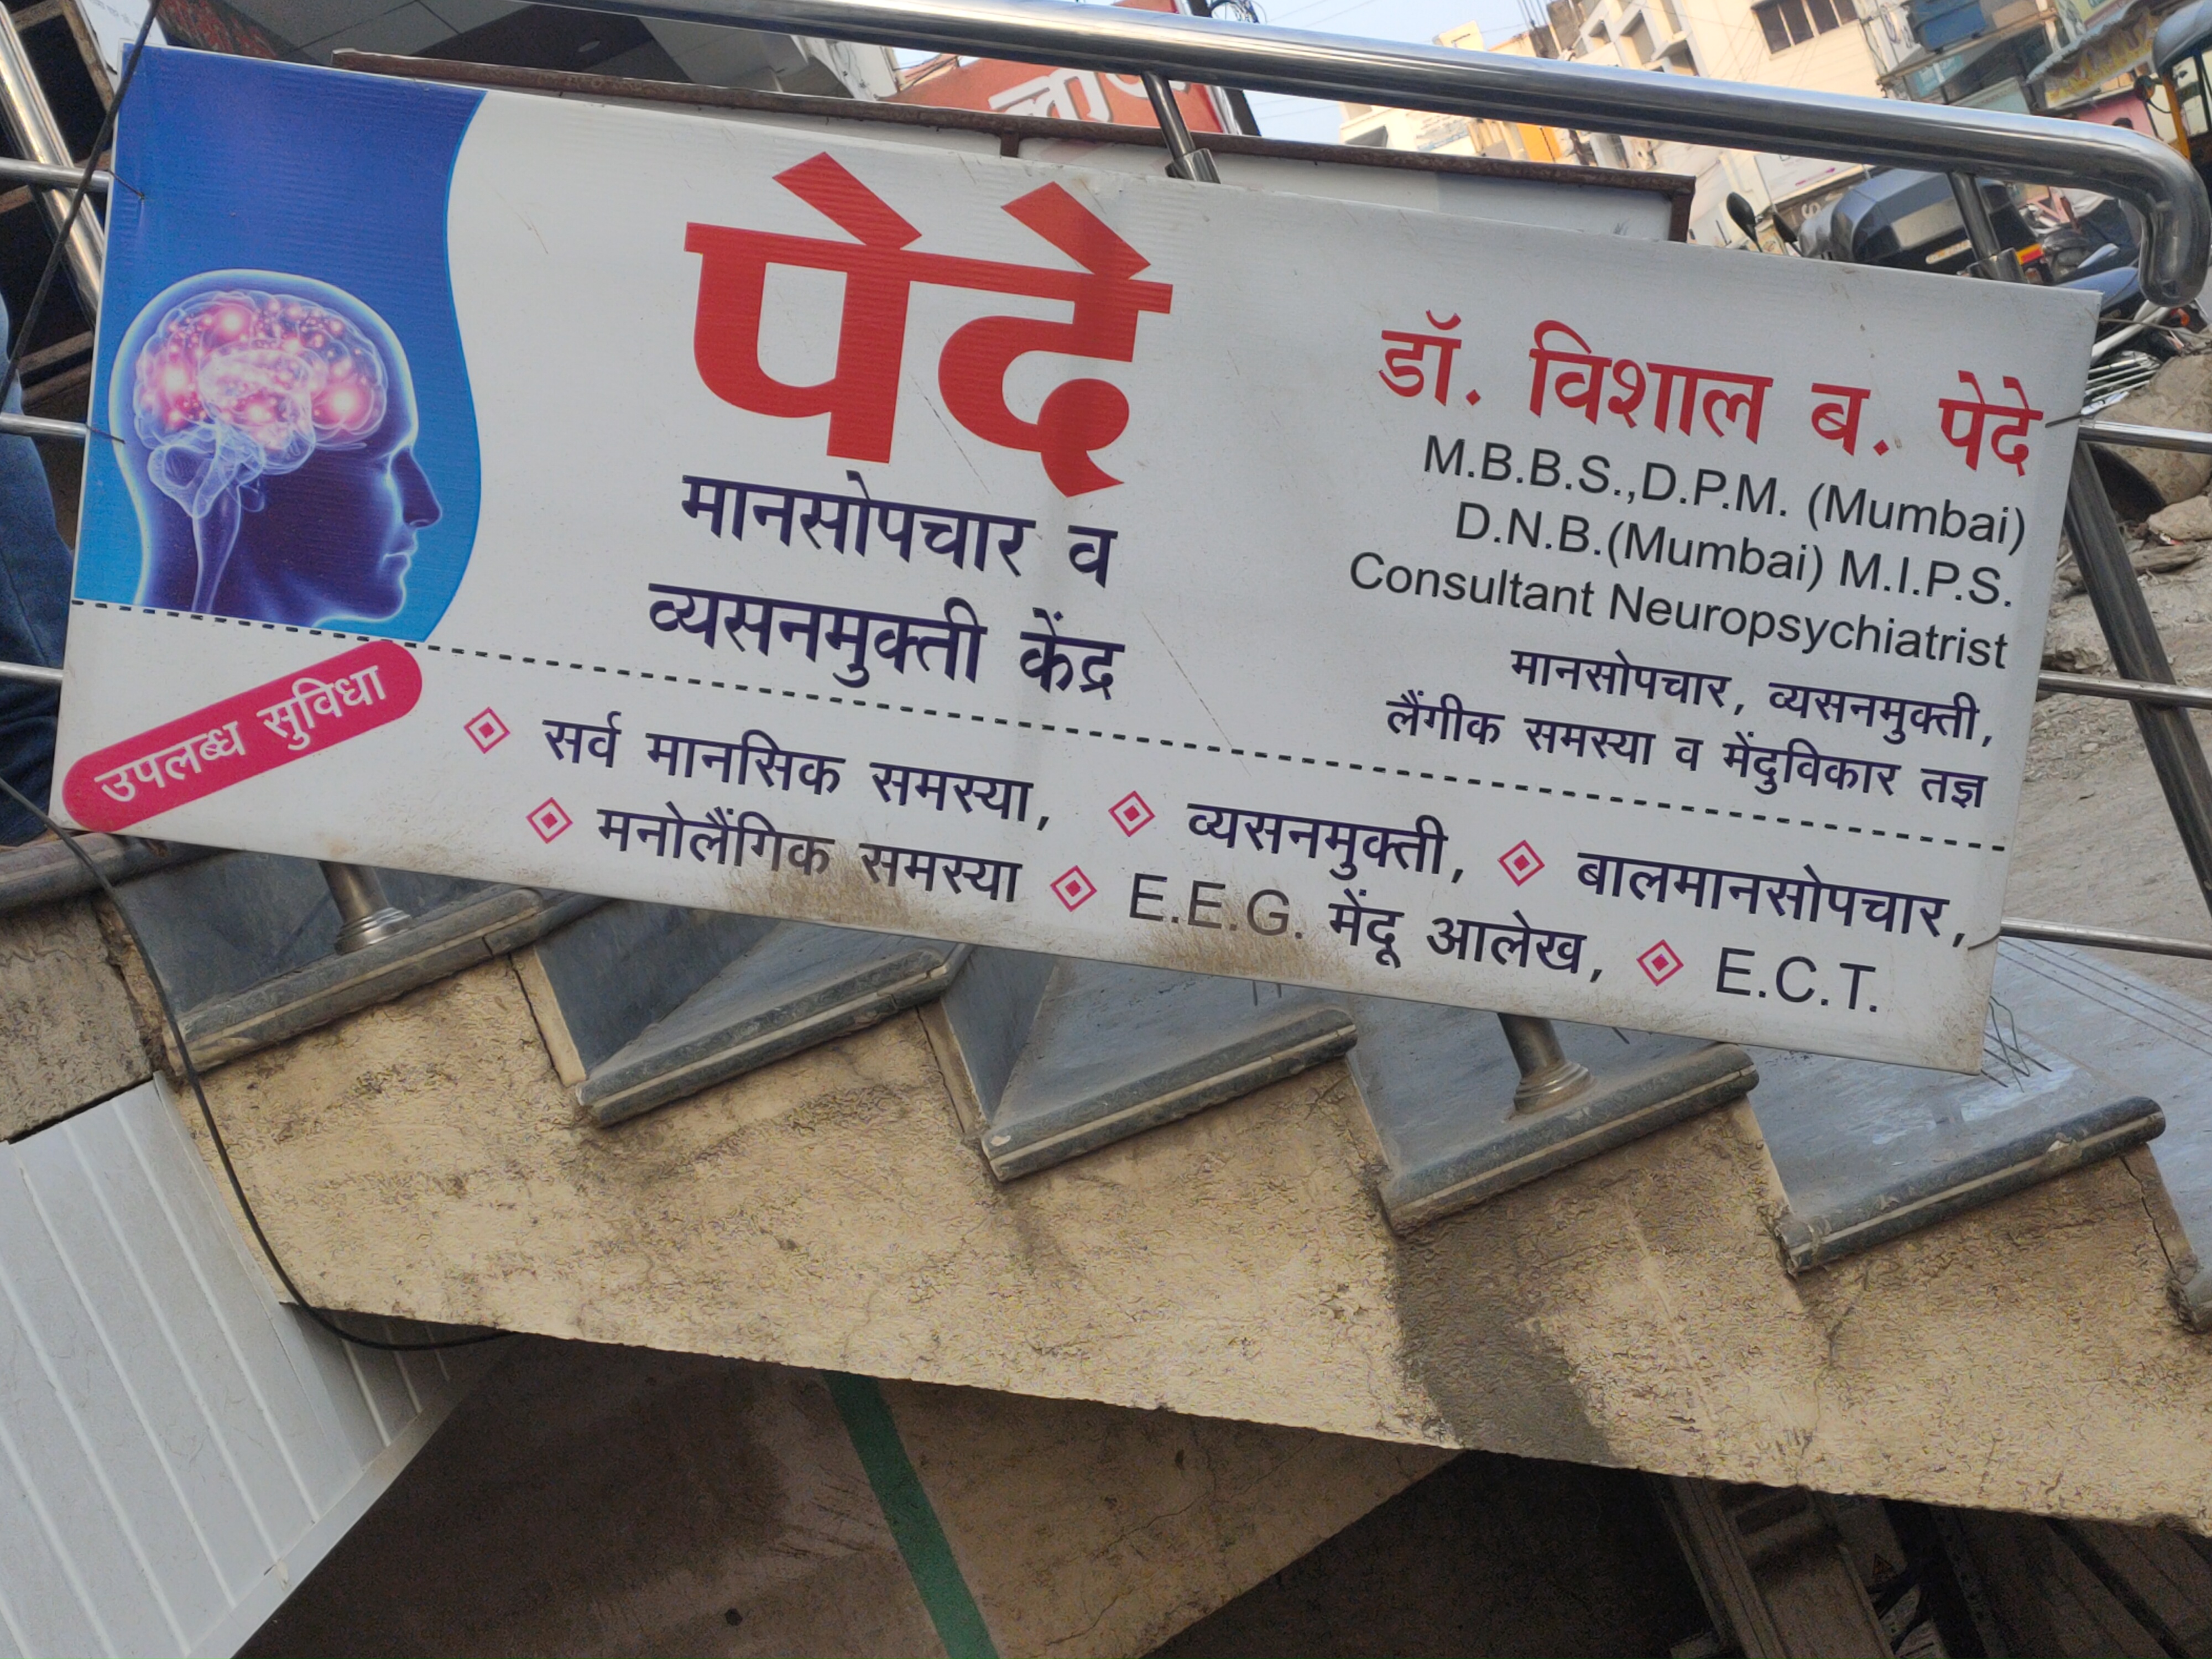 पेदे
मानसोपचार व
व्यसनमुक्ती केंद्र
डॉ. विशाल ब. पेदे
M.B.B.S.,D.P.M. (Mumbai)
D.N.B.(Mumbai) M.I.P.S.
Consultant Neuropsychiatrist
मानसोपचार, व्यसनमुक्ती,
लैंगीक समस्या व मेंदुविकार तज्ञ
उपलब्ध सुविधा
सर्व मानसिक समस्या, व्यसनमुक्ती, बालमानसोपचार,
मनोलैंगिक समस्या E.E.G. मेंदू आलेख, E.C.T.